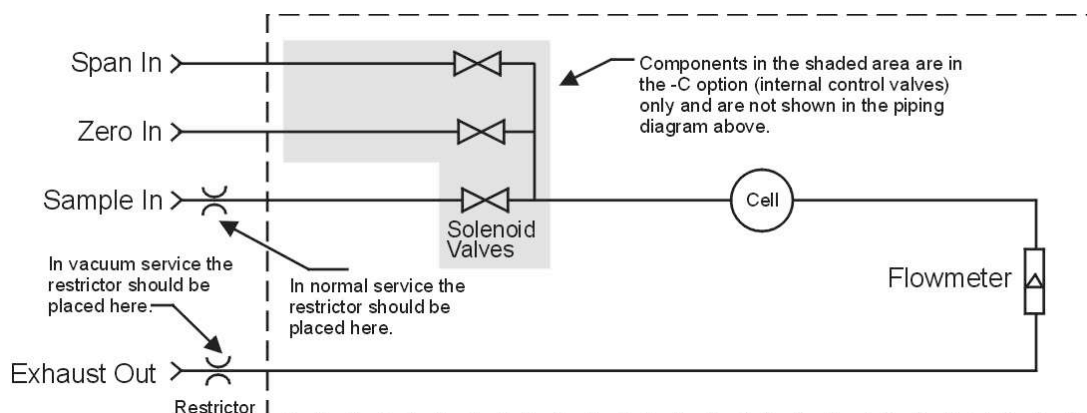 Span In
Components in the shaded area are in
the -C option (internal control valves)
only and are not shown in the piping
diagram above.
Zero In
Sample In
Cell
Solenoid
Valves
In vacuum service the
restrictor should be
placed here.
In normal service the
restrictor should be
placed here.
Flowmeter
Exhaust Out
Restrictor